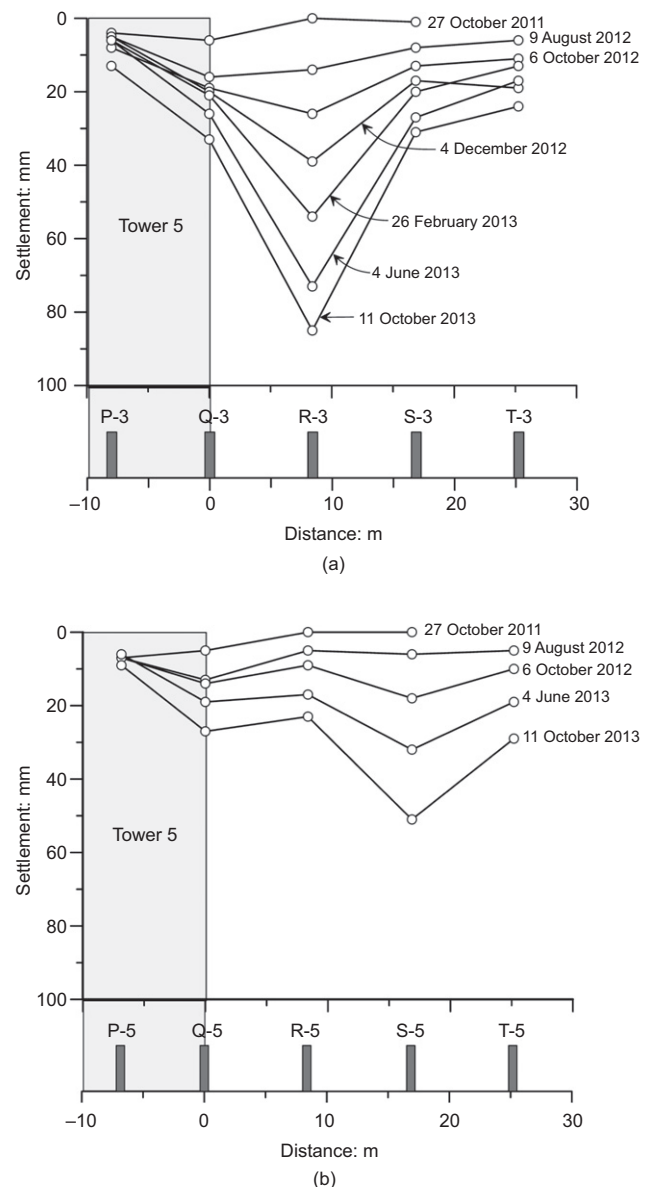 0
20
40
60
80
100
Settlement: mm
Tower 5
27 October 2011
9 August 2012
6 October 2012
4 December 2012
26 February 2013
4 June 2013
11 October 2013
P-3 Q-3 R-3 S-3 T-3
–10 0 10 20 30
Distance: m
(a)
0
20
40
60
80
100
Settlement: mm
Tower 5
27 October 2011
9 August 2012
6 October 2012
4 June 2013
11 October 2013
P-5 Q-5 R-5 S-5 T-5
–10 0 10 20 30
Distance: m
(b)